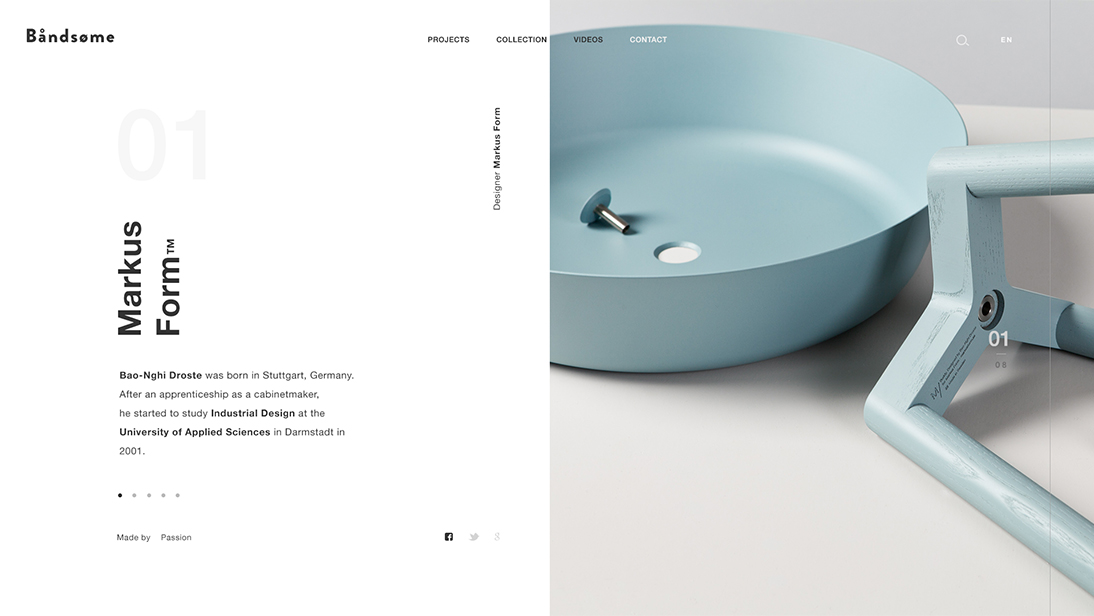 Båndsøme
PROJECTS
COLLECTION
VIDEOS
CONTACT
EN
01
Designer Markus Form
Markus
Form™
Bao-Nghi Droste was born in Stuttgart, Germany.
After an apprenticeship as a cabinetmaker,
he started to study Industrial Design at the
University of Applied Sciences in Darmstadt in
2001.
01
08
Made by Passion